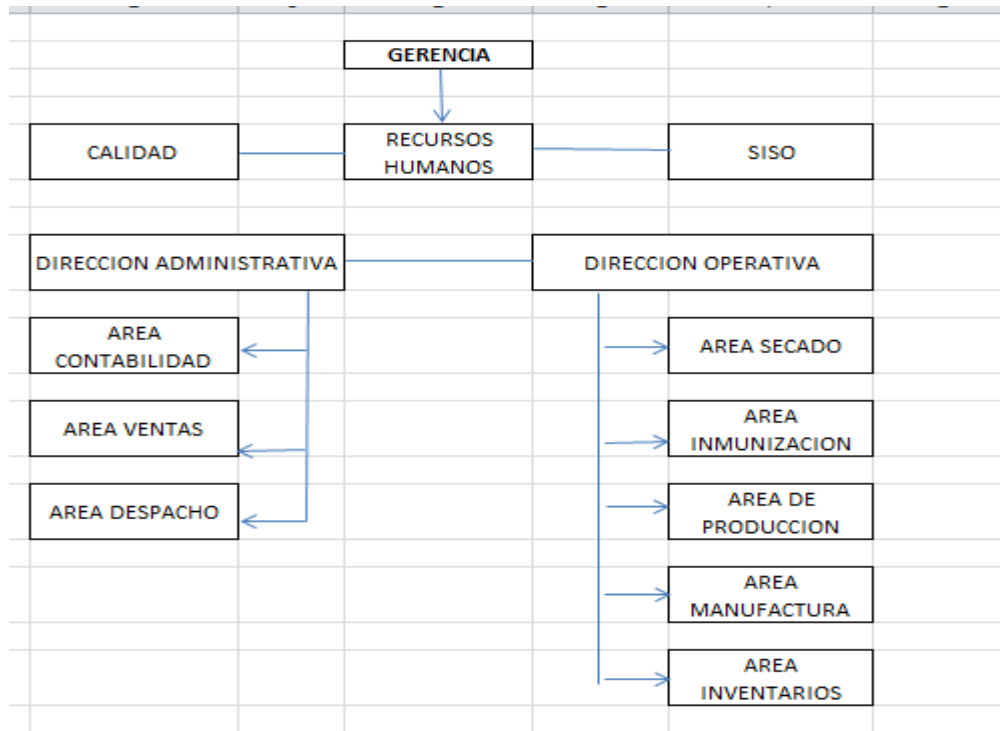 GERENCIA
CALIDAD
RECURSOS
HUMANOS
SISO
DIRECCION ADMINISTRATIVA
DIRECCION OPERATIVA
AREA
CONTABILIDAD
AREA SECADO
AREA VENTAS
AREA
INMUNIZACION
AREA DESPACHO
AREA DE
PRODUCCION
AREA
MANUFACTURA
AREA
INVENTARIOS